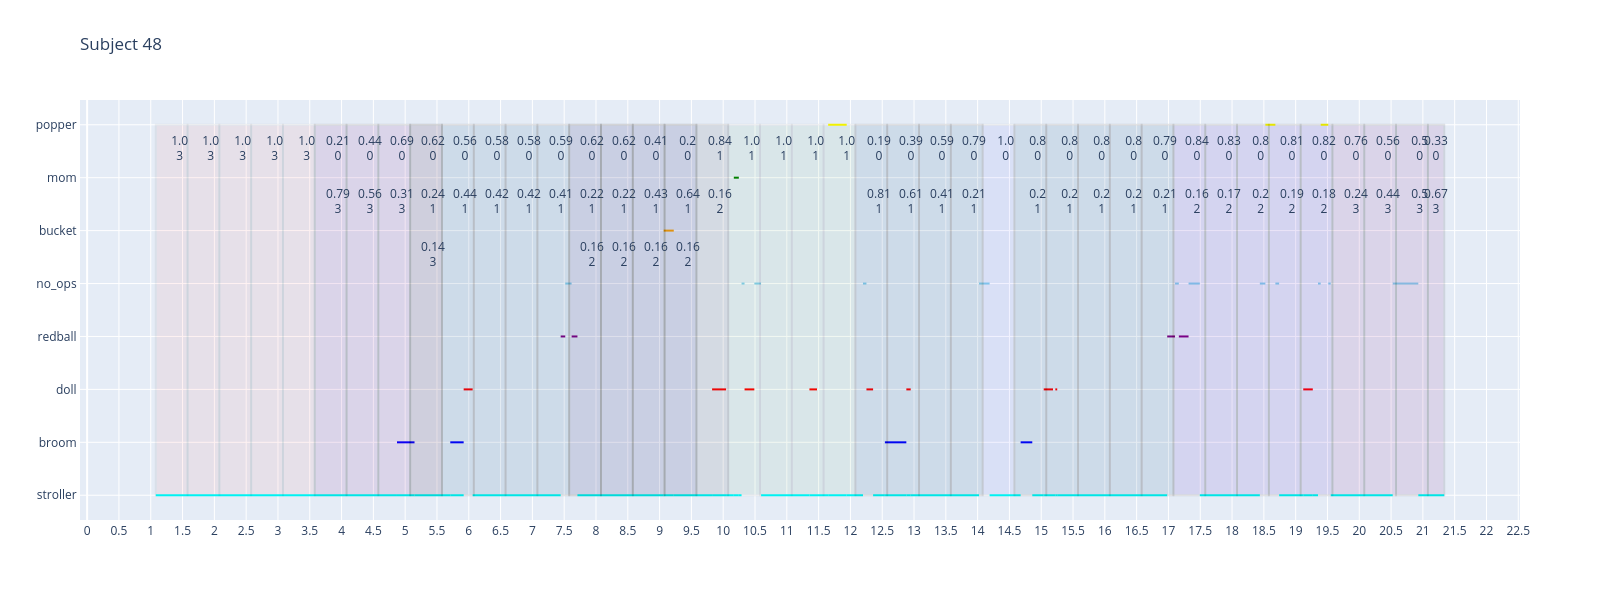 Subject 48
popper
1.0 1.0 1.0 1.0 1.0 0.21 0.44 0.69 0.62 0.56 0.58 0.58 0.59 0.62 0.62 0.41 0.2 0.84 1.0 1.0 1.0 1.0 0.19 0.39 0.59 0.79 1.0 0.8 0.8 0.8 0.8 0.79 0.84 0.83 0.8 0.81 0.82 0.76 0.56 0.5 0.33
3 3 3 3 3 0 0 0 0 0 0 0 0 0 0 0 0 1 1 1 1 1 0 0 0 0 0 0 0 0 0 0 0 0 0 0 0 0 0 0 0
mom
0.79 0.56 0.31 0.24 0.44 0.42 0.42 0.41 0.22 0.22 0.43 0.64 0.16 0.81 0.61 0.41 0.21 0.2 0.2 0.2 0.2 0.21 0.16 0.17 0.2 0.19 0.18 0.24 0.44 0.5 0.67
3 3 3 1 1 1 1 1 1 1 1 1 2 1 1 1 1 1 1 1 1 1 2 2 2 2 2 3 3 3 3
bucket
0.14 0.16 0.16 0.16 0.16
3 2 2 2 2
no_ops
redball
doll
broom
stroller
0 0.5 1 1.5 2 2.5 3 3.5 4 4.5 5 5.5 6 6.5 7 7.5 8 8.5 9 9.5 10 10.5 11 11.5 12 12.5 13 13.5 14 14.5 15 15.5 16 16.5 17 17.5 18 18.5 19 19.5 20 20.5 21 21.5 22 22.5